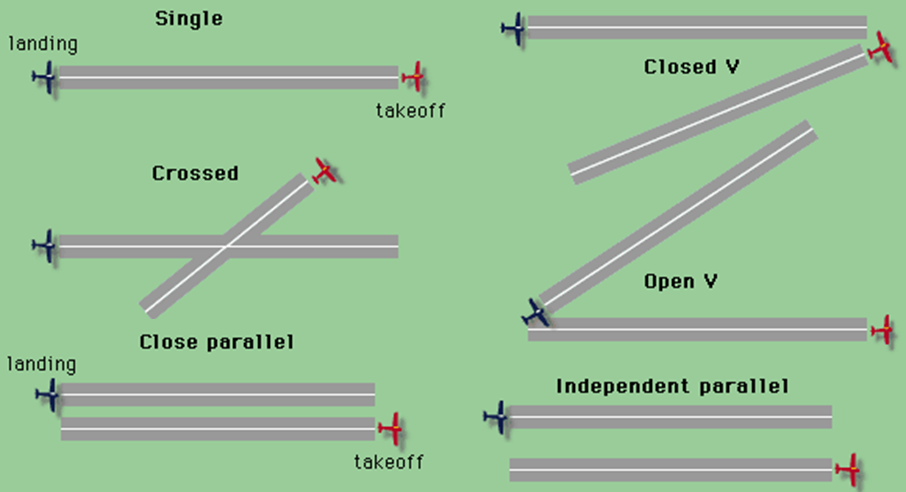 Single
landing
takeoff
Closed V
Crossed
Open V
Close parallel
landing
takeoff
Independent parallel